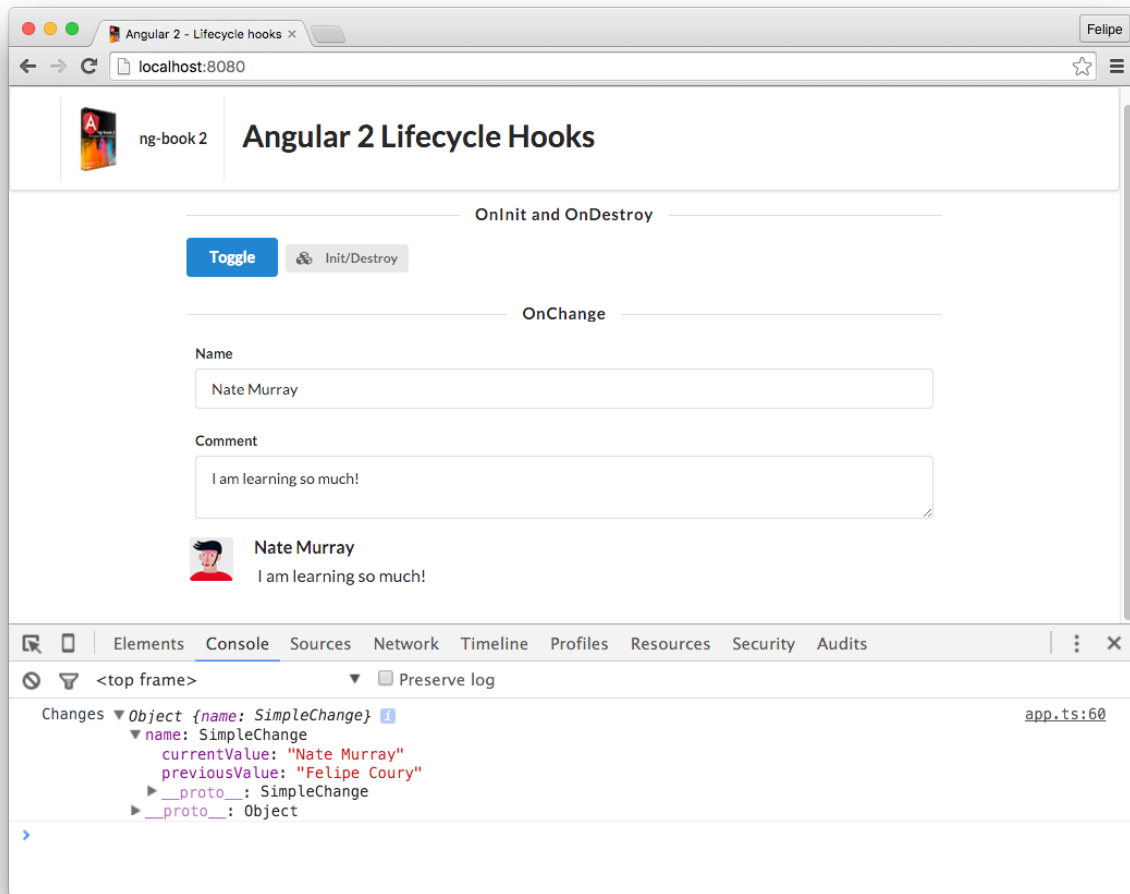 Angular 2 - Lifecycle hooks ×
Felipe
localhost:8080
ng-book 2
Angular 2 Lifecycle Hooks
OnInit and OnDestroy
Toggle
Init/Destroy
OnChange
Name
Nate Murray
Comment
I am learning so much!
Nate Murray
I am learning so much!
Elements Console Sources Network Timeline Profiles Resources Security Audits
<top frame> ▼ Preserve log
Changes ▼Object {name: SimpleChange} i app.ts:60
▼name: SimpleChange
currentValue: "Nate Murray"
previousValue: "Felipe Coury"
▶__proto__: SimpleChange
▶__proto__: Object